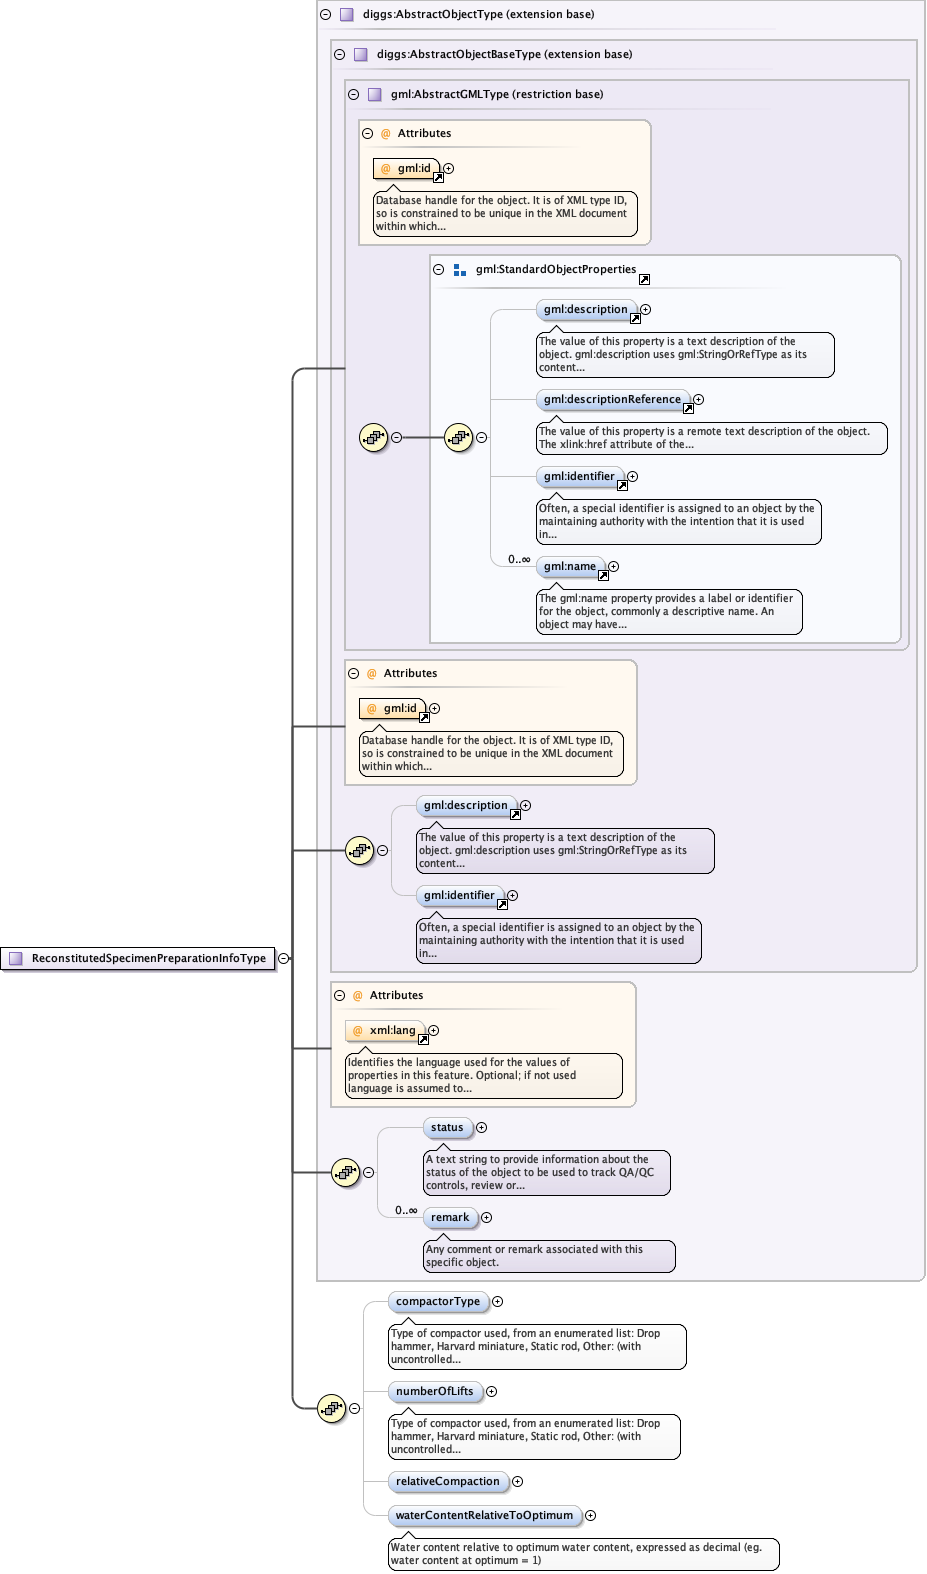 diggs:AbstractObjectType (extension base)
diggs:AbstractObjectBaseType (extension base)
gml:AbstractGMLType (restriction base)
@ Attributes
@ gml:id
Database handle for the object. It is of XML type ID,
so is constrained to be unique in the XML document
within which...
gml:StandardObjectProperties
gml:description
The value of this property is a text description of the
object. gml:description uses gml:StringOrRefType as its
content...
gml:descriptionReference
The value of this property is a remote text description of the object.
The xlink:href attribute of the...
gml:identifier
Often, a special identifier is assigned to an object by the
maintaining authority with the intention that it is used
in...
0..∞
gml:name
The gml:name property provides a label or identifier
for the object, commonly a descriptive name. An
object may have...
@ Attributes
@ gml:id
Database handle for the object. It is of XML type ID,
so is constrained to be unique in the XML document
within which...
gml:description
The value of this property is a text description of the
object. gml:description uses gml:StringOrRefType as its
content...
gml:identifier
Often, a special identifier is assigned to an object by the
maintaining authority with the intention that it is used
in...
ReconstitutedSpecimenPreparationInfoType
@ Attributes
@ xml:lang
Identifies the language used for the values of
properties in this feature. Optional; if not used
language is assumed to...
status
A text string to provide information about the
status of the object to be used to track QA/QC
controls, review or...
0..∞
remark
Any comment or remark associated with this
specific object.
compactorType
Type of compactor used, from an enumerated list: Drop
hammer, Harvard miniature, Static rod, Other: (with
uncontrolled...
numberOfLifts
Type of compactor used, from an enumerated list: Drop
hammer, Harvard miniature, Static rod, Other: (with
uncontrolled...
relativeCompaction
waterContentRelativeToOptimum
Water content relative to optimum water content, expressed as decimal (eg.
water content at optimum = 1)